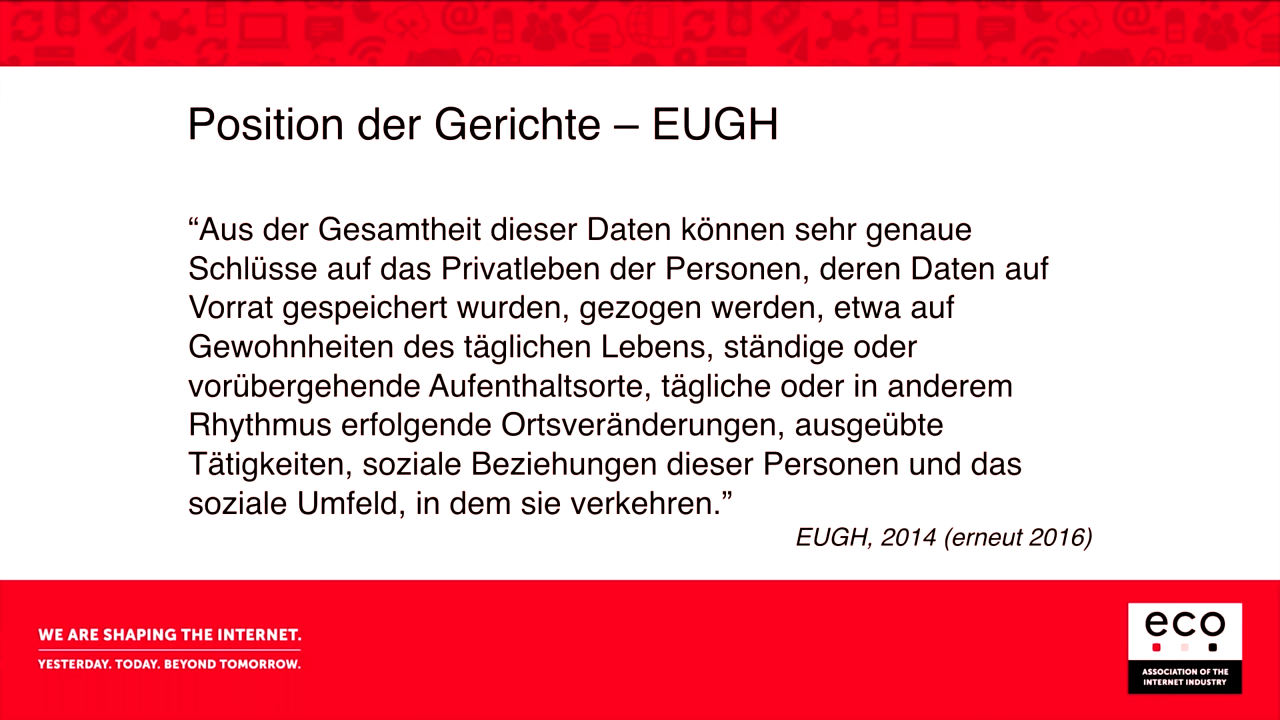 Position der Gerichte – EUGH
“Aus der Gesamtheit dieser Daten können sehr genaue
Schlüsse auf das Privatleben der Personen, deren Daten auf
Vorrat gespeichert wurden, gezogen werden, etwa auf
Gewohnheiten des täglichen Lebens, ständige oder
vorübergehende Aufenthaltsorte, tägliche oder in anderem
Rhythmus erfolgende Ortsveränderungen, ausgeübte
Tätigkeiten, soziale Beziehungen dieser Personen und das
soziale Umfeld, in dem sie verkehren.”
EUGH, 2014 (erneut 2016)
WE ARE SHAPING THE INTERNET.
YESTERDAY. TODAY. BEYOND TOMORROW.
eco
ASSOCIATION OF THE
INTERNET INDUSTRY